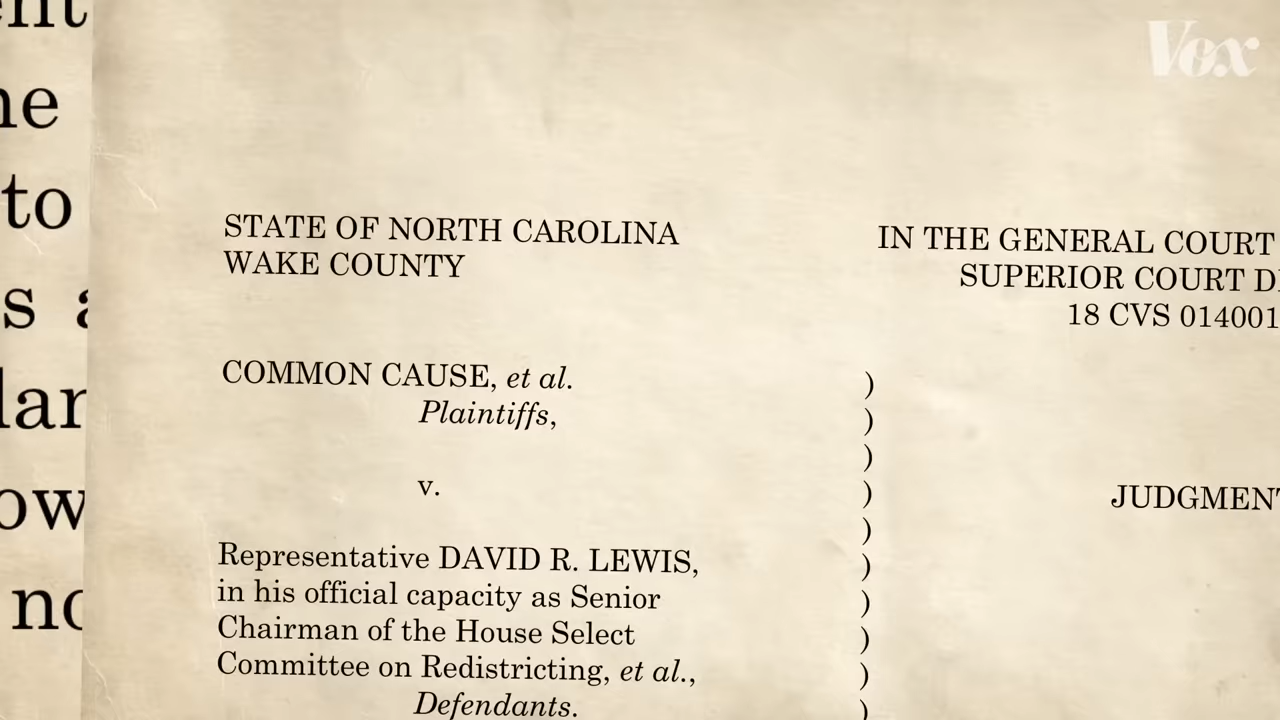 Vox
to
STATE OF NORTH CAROLINA
WAKE COUNTY
IN THE GENERAL COURT
SUPERIOR COURT
18 CVS 014001
COMMON CAUSE, et al.
Plaintiffs,
v.
JUDGMENT
Representative DAVID R. LEWIS,
in his official capacity as Senior
Chairman of the House Select
Committee on Redistricting, et al.,
Defendants.
)
)
)
)
)
)
)
)
)
)